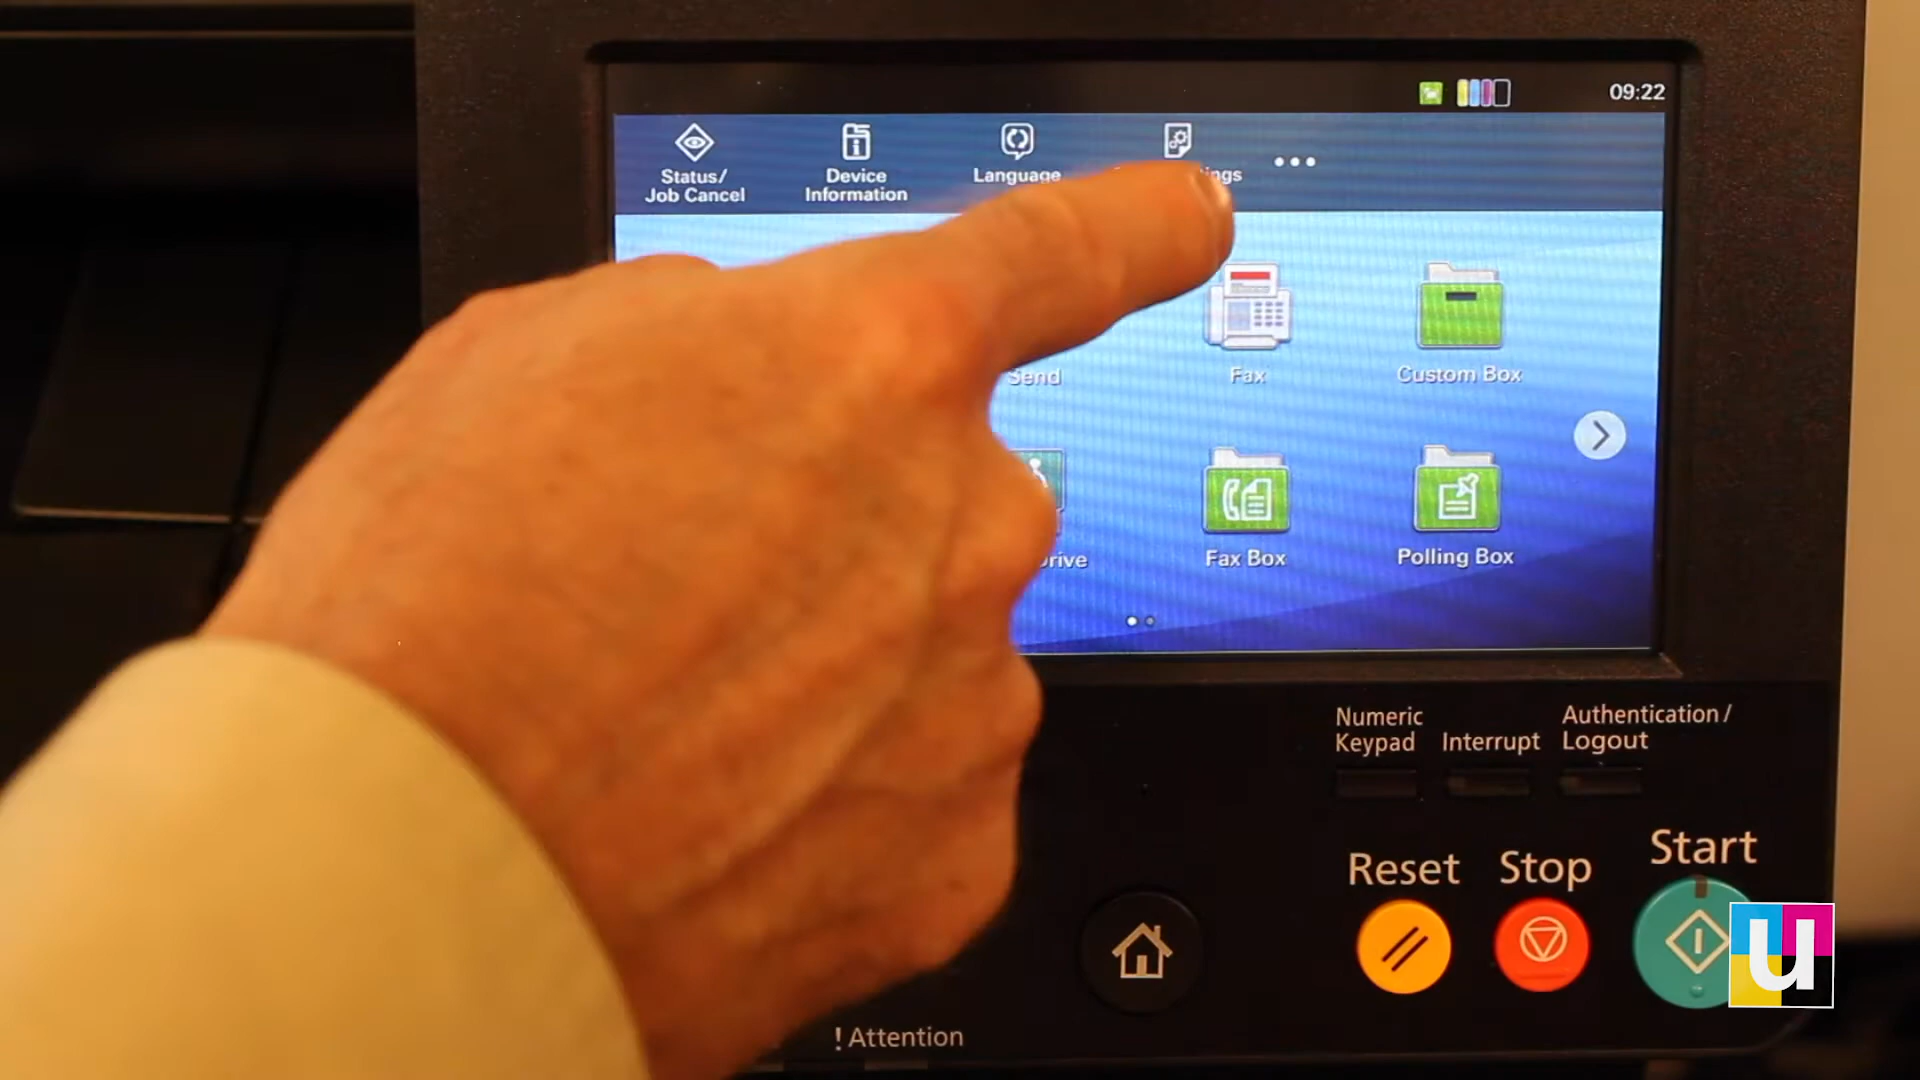 09:22
Status/
Job Cancel
Device
Information
Language
ings
Send
Fax
Custom Box
Drive
Fax Box
Polling Box
Numeric
Keypad
Interrupt
Authentication /
Logout
Reset
Stop
Start
! Attention
u